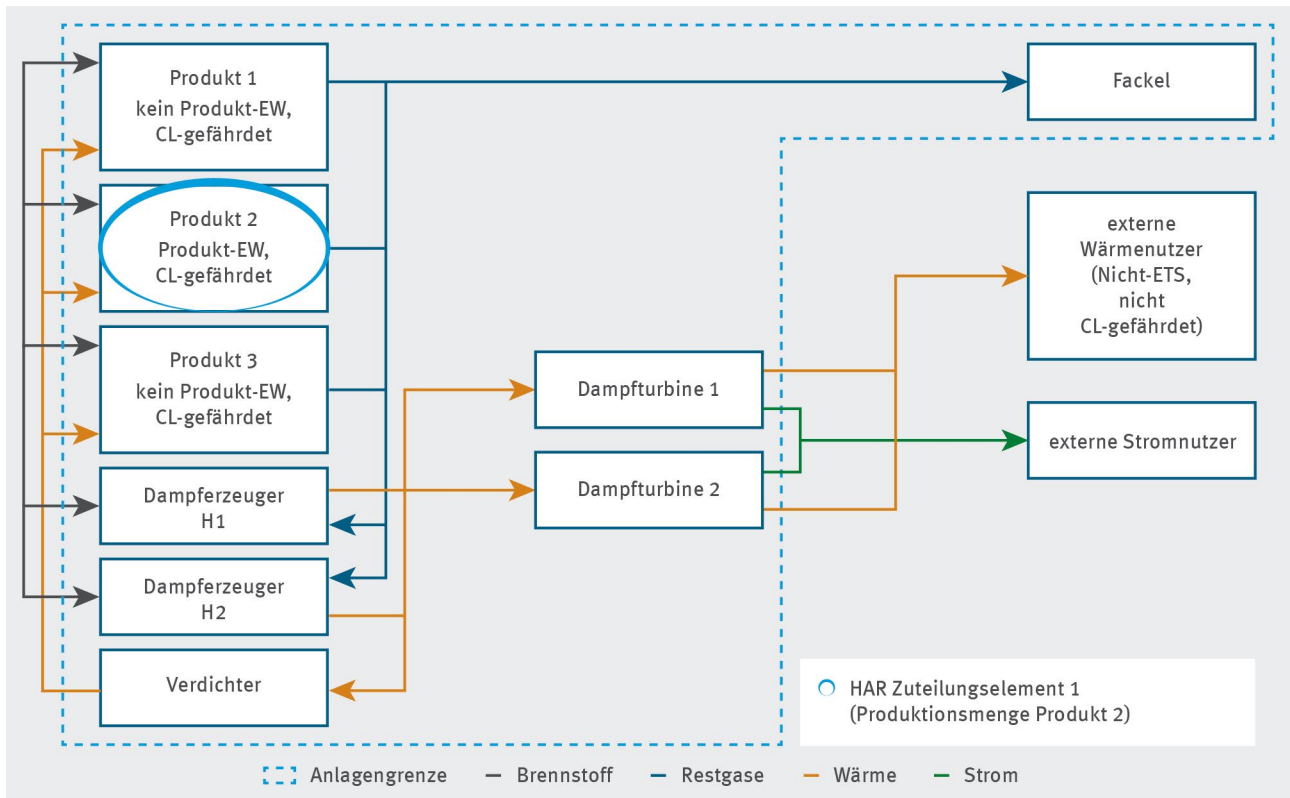 Produkt 1
kein Produkt-EW,
CL-gefährdet
Fackel
Produkt 2
Produkt-EW,
CL-gefährdet
externe
Wärmenutzer
(Nicht-ETS,
nicht
CL-gefährdet)
Produkt 3
kein Produkt-EW,
CL-gefährdet
Dampfturbine 1
externe Stromnutzer
Dampfturbine 2
Dampferzeuger
H1
Dampferzeuger
H2
Verdichter
HAR Zuteilungselement 1
(Produktionsmenge Produkt 2)
Anlagengrenze
Brennstoff
Restgase
Wärme
Strom